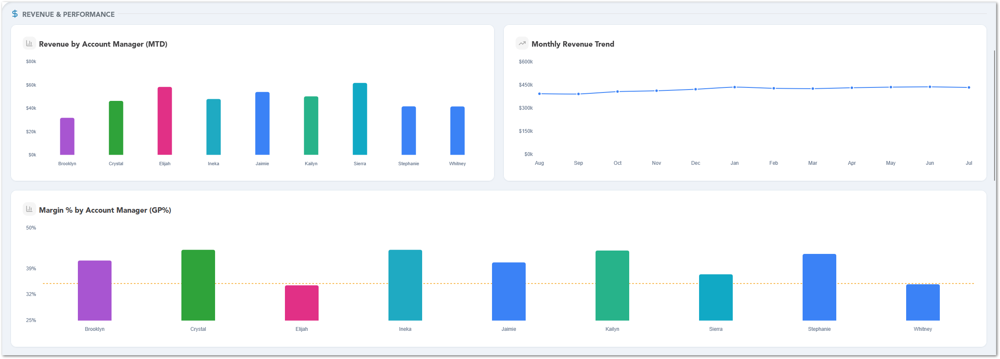 REVENUE & PERFORMANCE
Revenue by Account Manager (MTD)
$80k
$60k
$40k
$20k
$0k
Brooklyn Crystal Elijah Ineka Jaimie Kailyn Sierra Stephanie Whitney
Monthly Revenue Trend
$600k
$450k
$300k
$150k
$0k
Aug Sep Oct Nov Dec Jan Feb Mar Apr May Jun Jul
Margin % by Account Manager (GP%)
50%
39%
32%
25%
Brooklyn Crystal Elijah Ineka Jaimie Kailyn Sierra Stephanie Whitney